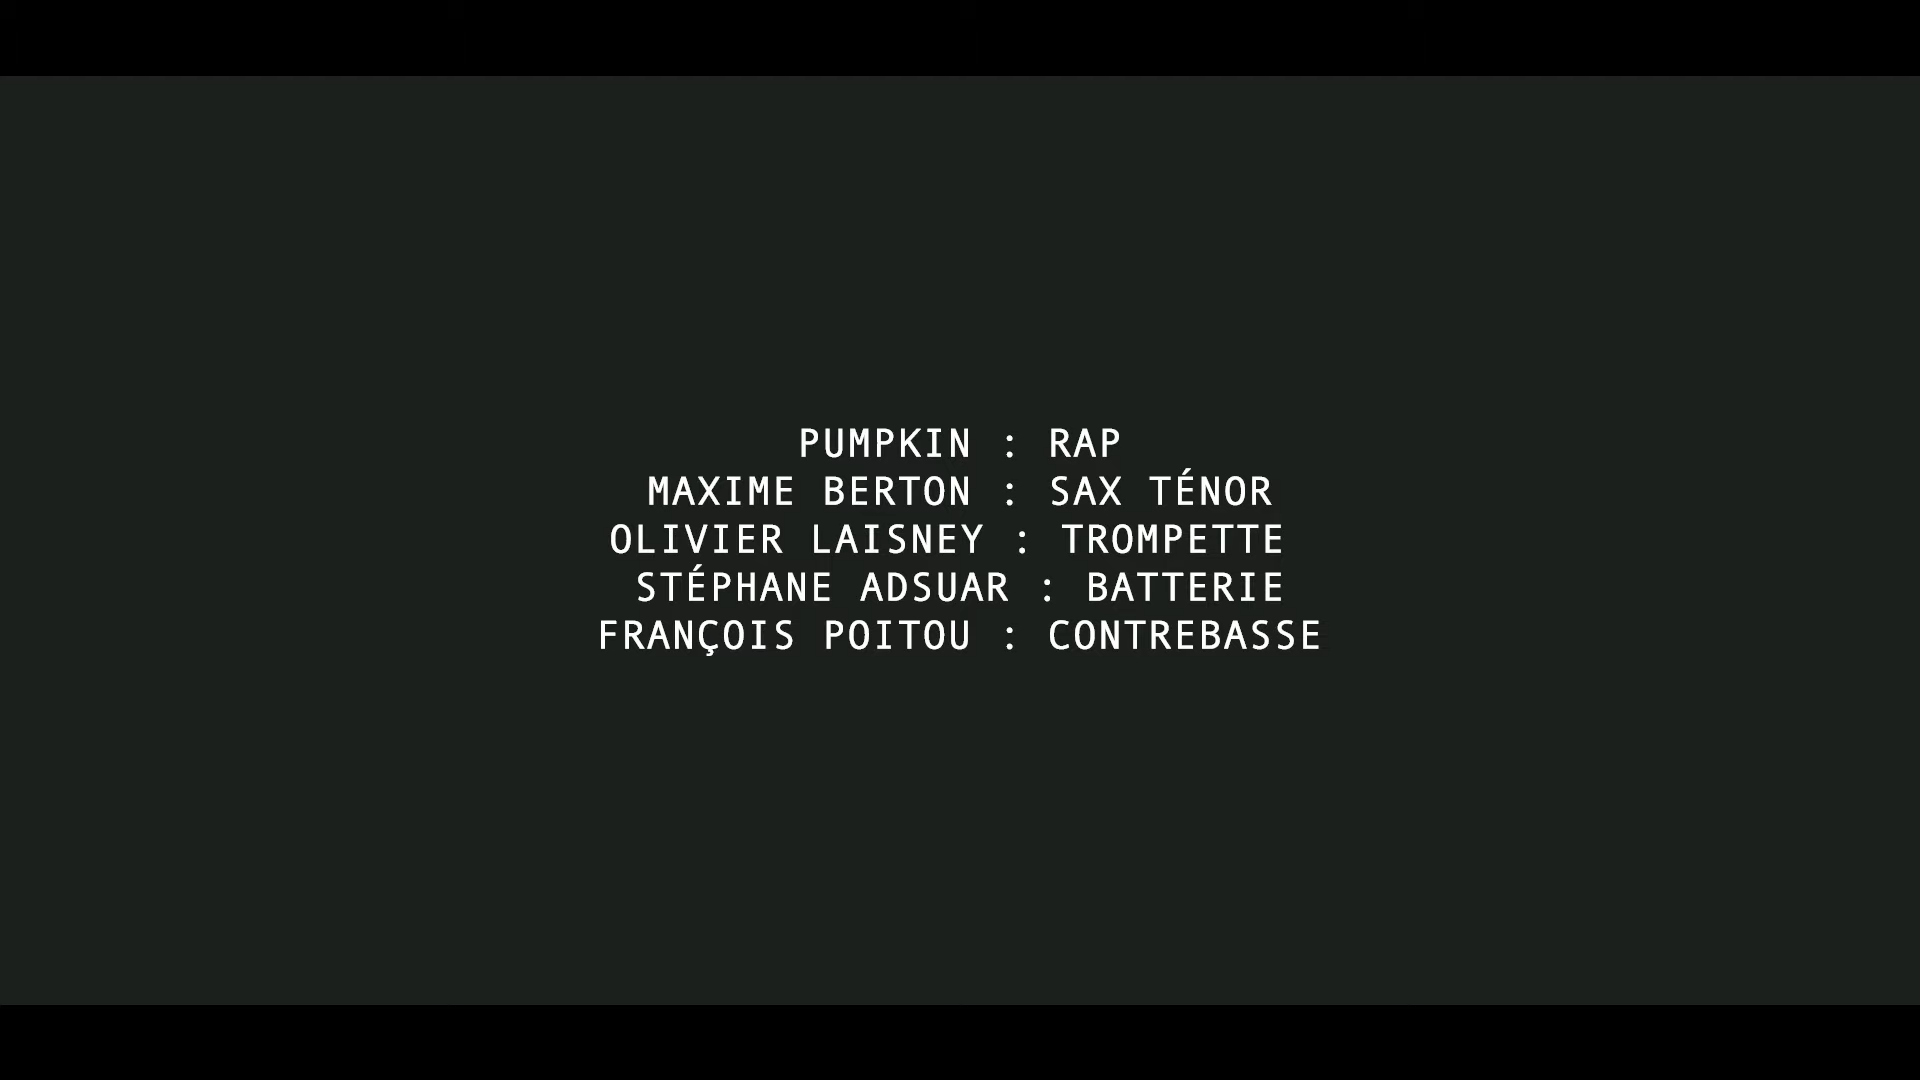 PUMPKIN : RAP
MAXIME BERTON : SAX TÉNOR
OLIVIER LAISNEY : TROMPETTE
STÉPHANE ADSUAR : BATTERIE
FRANÇOIS POITOU : CONTREBASSE